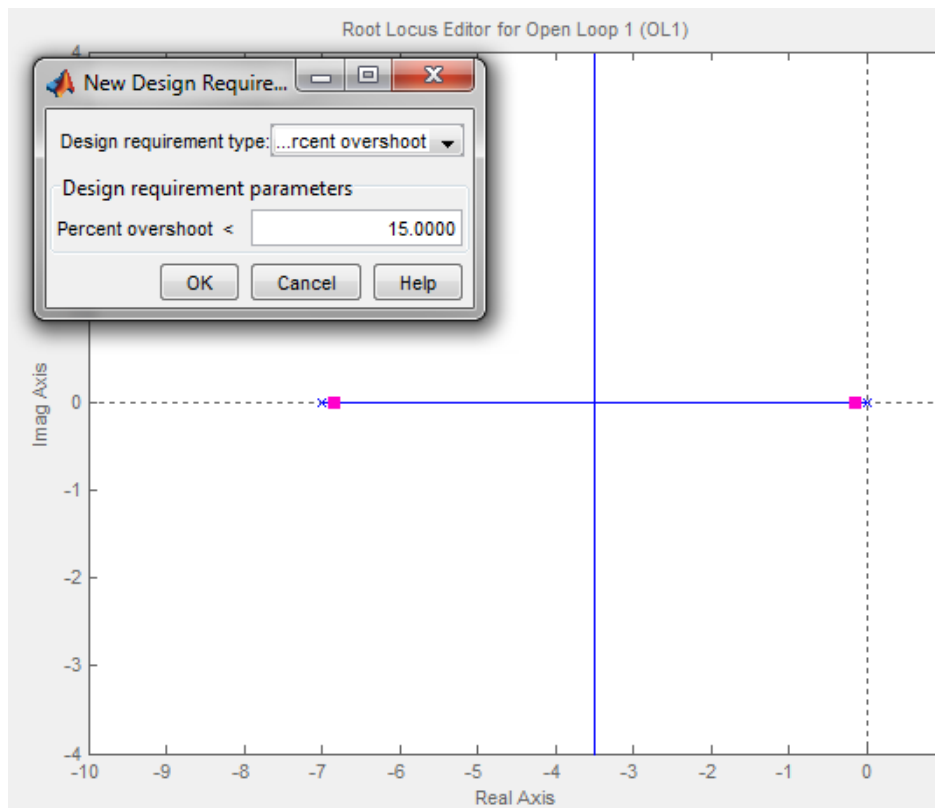 Root Locus Editor for Open Loop 1 (OL1)
4
New Design Require...
Design requirement type: ...rcent overshoot
Design requirement parameters
Percent overshoot < 15.0000
OK Cancel Help
Imag Axis
0
-1
-2
-3
-4
-10 -9 -8 -7 -6 -5 -4 -3 -2 -1 0
Real Axis